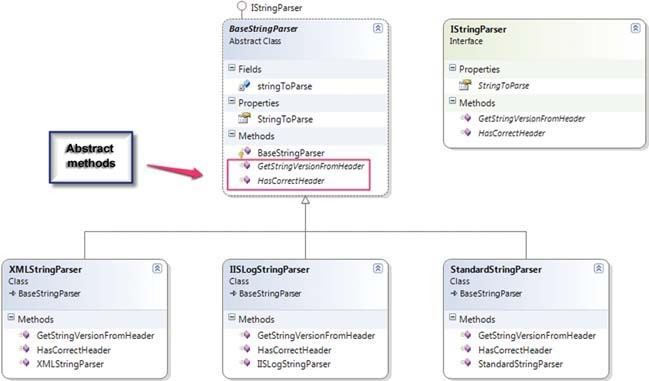 IStringParser
BaseStringParser
Abstract Class
Fields
stringToParse
Properties
StringToParse
Methods
BaseStringParser
GetStringVersionFromHeader
HasCorrectHeader
IStringParser
Interface
Properties
StringToParse
Methods
GetStringVersionFromHeader
HasCorrectHeader
Abstract
methods
XMLStringParser
Class
BaseStringParser
Methods
GetStringVersionFromHeader
HasCorrectHeader
XMLStringParser
IISLogStringParser
Class
BaseStringParser
Methods
GetStringVersionFromHeader
HasCorrectHeader
IISLogStringParser
StandardStringParser
Class
BaseStringParser
Methods
GetStringVersionFromHeader
HasCorrectHeader
StandardStringParser